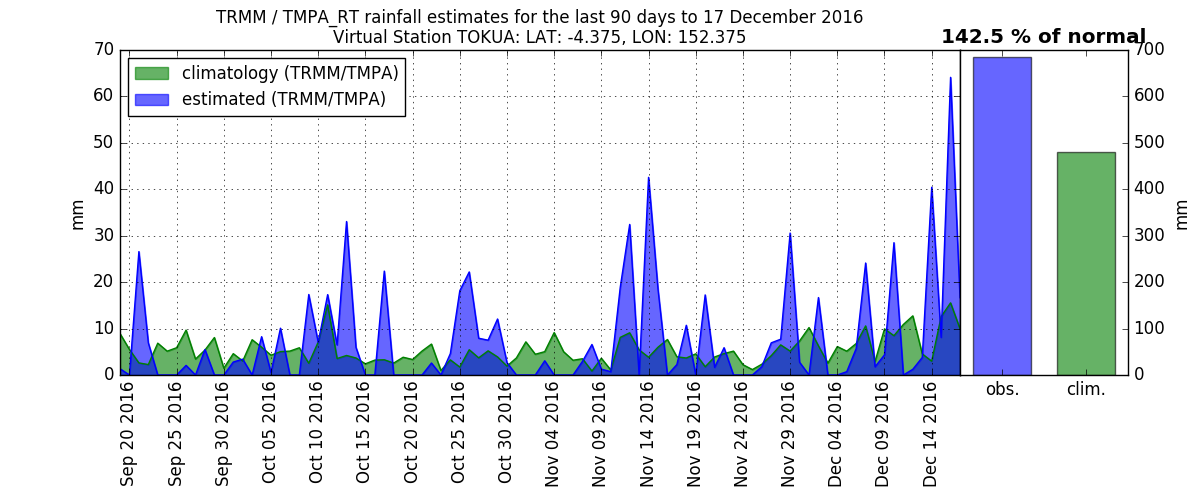 TRMM / TMPA_RT rainfall estimates for the last 90 days to 17 December 2016
Virtual Station TOKUA: LAT: -4.375, LON: 152.375
142.5 % of normal
climatology (TRMM/TMPA)
estimated (TRMM/TMPA)
mm
70
60
50
40
30
20
10
0
Sep 20 2016
Sep 25 2016
Sep 30 2016
Oct 05 2016
Oct 10 2016
Oct 15 2016
Oct 20 2016
Oct 25 2016
Oct 30 2016
Nov 04 2016
Nov 09 2016
Nov 14 2016
Nov 19 2016
Nov 24 2016
Nov 29 2016
Dec 04 2016
Dec 09 2016
Dec 14 2016
obs.
clim.
700
600
500
400
300
200
100
0
mm